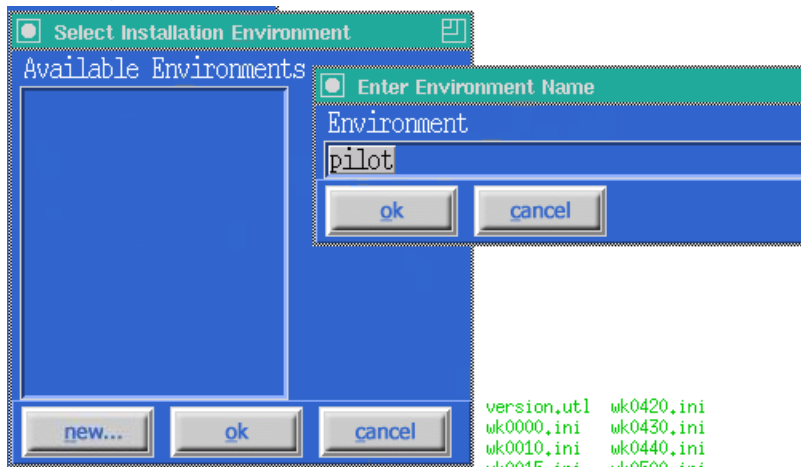 Select Installation Environment
Available Environments
Enter Environment Name
Environment
pilot
ok cancel
new... ok cancel
version.utl wk0420.ini
wk0000.ini wk0430.ini
wk0010.ini wk0440.ini